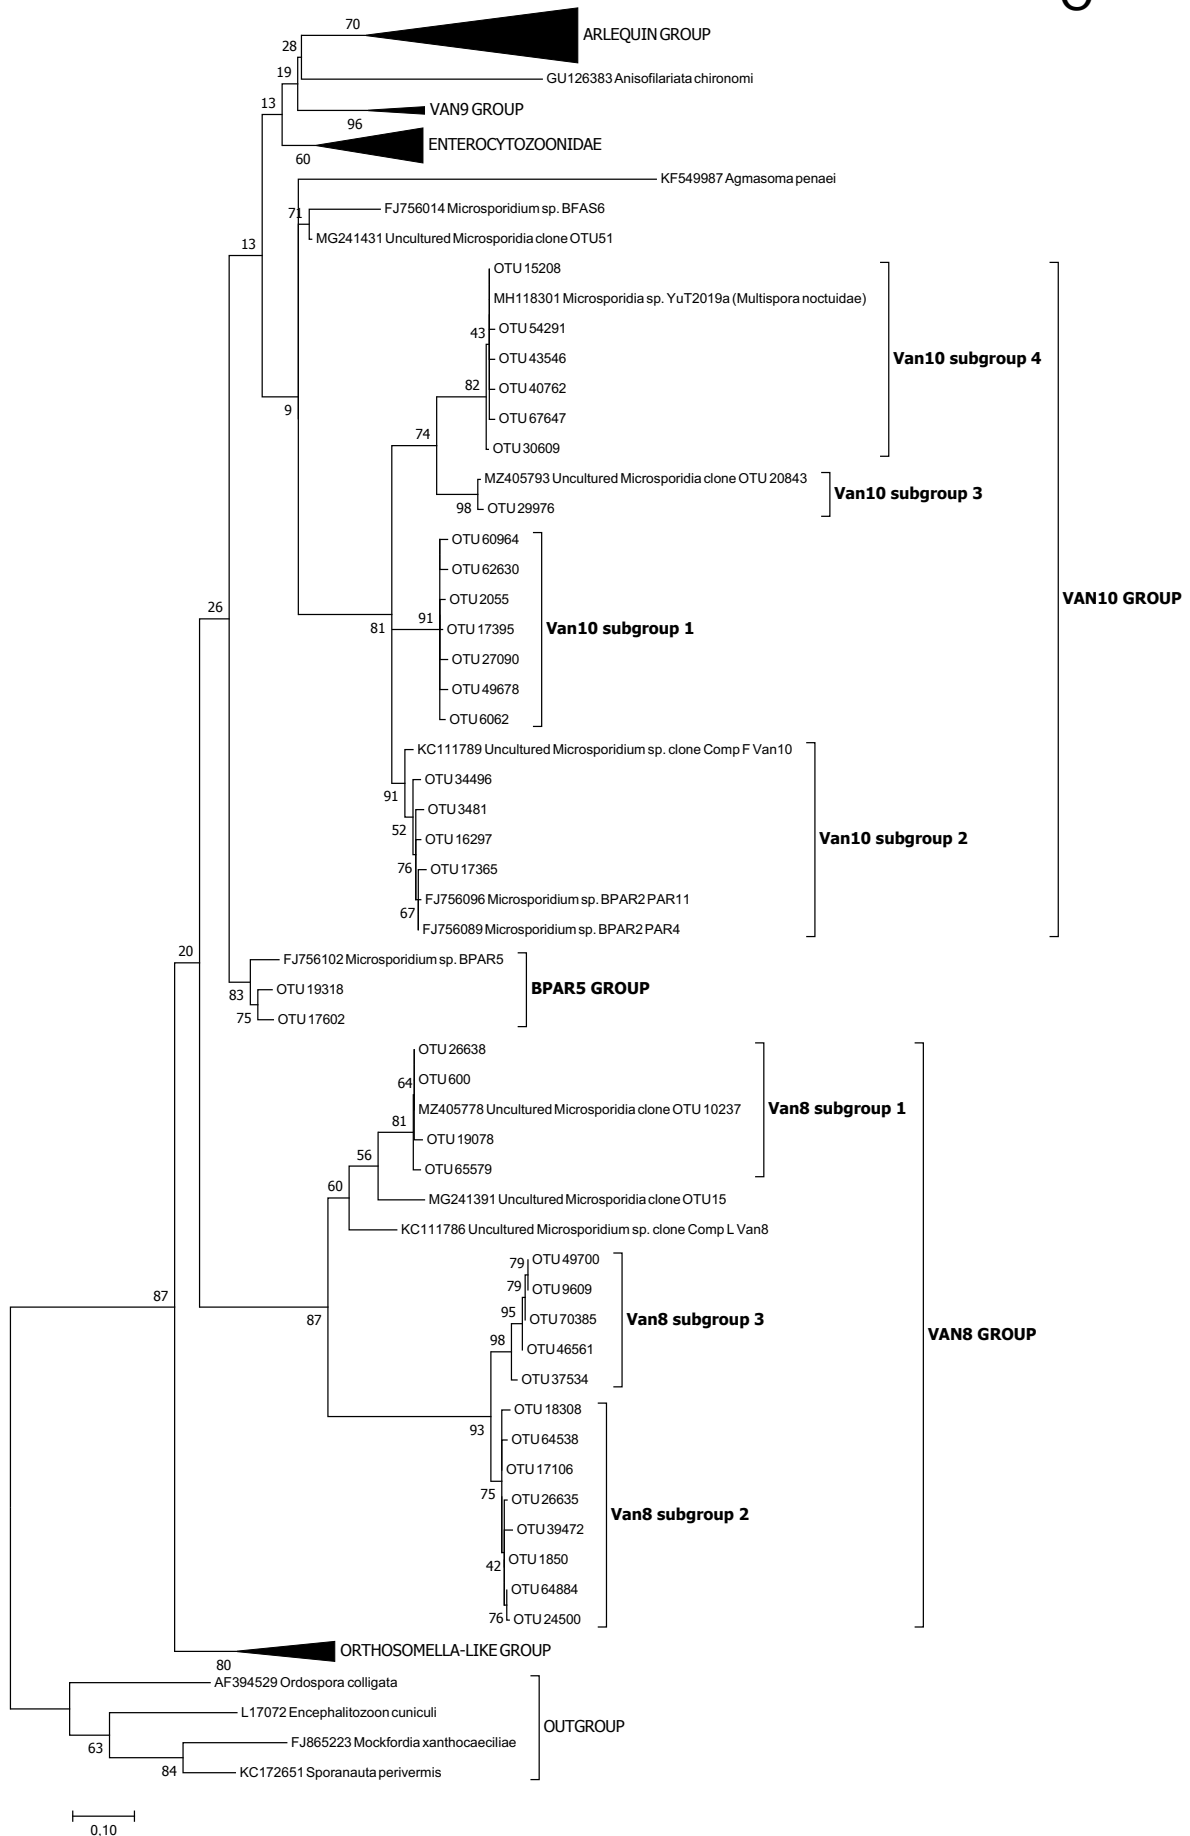 70
ARLEQUIN GROUP
28
GU126383 Anisofilariata chironomi
19
VAN9 GROUP
13
96
ENTEROCYTOZOONIDAE
60
KF549987 Agmasoma penaei
71
FJ756014 Microsporidium sp. BFAS6
MG241431 Uncultured Microsporidia clone OTU51
13
OTU 15208
MH118301 Microsporidia sp. YuT2019a (Multispora noctuidae)
43
OTU 54291
OTU 43546
Van10 subgroup 4
82
OTU 40762
9
OTU 67647
74
OTU 30609
MZ405793 Uncultured Microsporidia clone OTU 20843
Van10 subgroup 3
98
OTU 29976
OTU 60964
OTU 62630
OTU 2055
VAN10 GROUP
26
91
81
OTU 17395
Van10 subgroup 1
OTU 27090
OTU 49678
OTU 6062
KC111789 Uncultured Microsporidium sp. clone Comp F Van10
OTU 34496
91
OTU 3481
52
OTU 16297
Van10 subgroup 2
76
OTU 17365
FJ756096 Microsporidium sp. BPAR2 PAR11
67
FJ756089 Microsporidium sp. BPAR2 PAR4
20
FJ756102 Microsporidium sp. BPAR5
83
OTU 19318
BPAR5 GROUP
75
OTU 17602
OTU 26638
64
OTU 600
MZ405778 Uncultured Microsporidia clone OTU 10237
Van8 subgroup 1
81
OTU 19078
56
OTU 65579
60
MG241391 Uncultured Microsporidia clone OTU15
KC111786 Uncultured Microsporidium sp. clone Comp L Van8
79
OTU 49700
79
OTU 9609
87
95
OTU 70385
Van8 subgroup 3
87
98
OTU 46561
VAN8 GROUP
OTU 37534
OTU 18308
93
OTU 64538
OTU 17106
75
OTU 26635
Van8 subgroup 2
OTU 39472
42
OTU 1850
OTU 64884
76
OTU 24500
ORTHOSOMELLA-LIKE GROUP
80
AF394529 Ordospora colligata
L17072 Encephalitozoon cuniculi
OUTGROUP
63
FJ865223 Mockfordia xanthocaeciliae
84
KC172651 Sporanauta perivermis
0,10